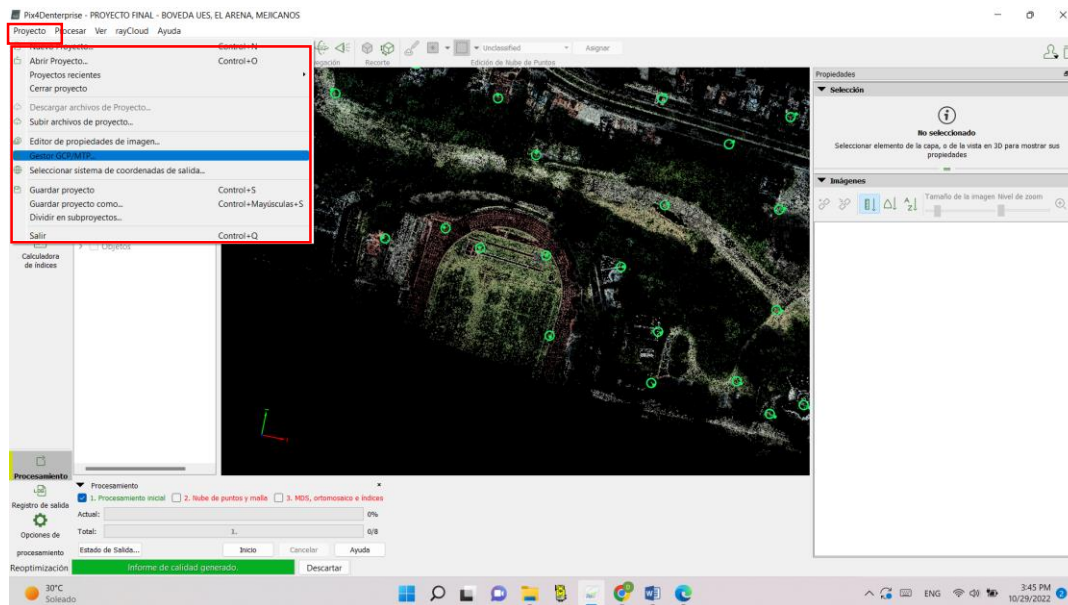 Pix4Denterprise - PROYECTO FINAL - BOVEDA UES, EL ARENA, MEJICANOS
Proyecto Procesar Ver rayCloud Ayuda
Nuevo Proyecto... Control+N
Abrir Proyecto... Control+O
Proyectos recientes
Cerrar proyecto
Descargar archivos de Proyecto...
Subir archivos de proyecto...
Editor de propiedades de imagen...
Gestor GCP/MTP...
Seleccionar sistema de coordenadas de salida...
Guardar proyecto Control+S
Guardar proyecto como... Control+Mayúsculas+S
Dividir en subproyectos...
Salir Control+Q
Unclassified Asignar
Recorte Edición de Nube de Puntos
Objetos
Calculadora
de índices
Propiedades
Selección
No seleccionado
Seleccionar elemento de la capa, o de la vista en 3D para mostrar sus
propiedades
Imágenes
Tamaño de la imagen Nivel de zoom
Procesamiento
Registro de salida
Opciones de
procesamiento
Reoptimización
Procesamiento
1. Procesamiento inicial 2. Nube de puntos y malla 3. MDS, ortomosaico e índices
Actual: 0%
Total: 1. 0/8
Estado de Salida... Inicio Cancelar Ayuda
Informe de calidad generado. Descartar
30°C
Soleado
ENG
3:45 PM
10/29/2022
2